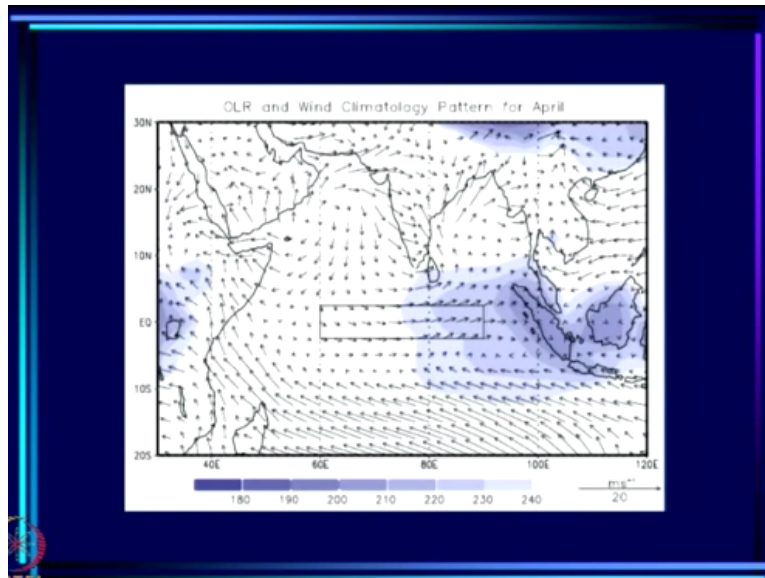 OLR and Wind Climatology Pattern for April
30N
20N
10N
EQ
10S
20S
40E 60E 80E 100E 120E
180 190 200 210 220 230 240
ms⁻¹
20